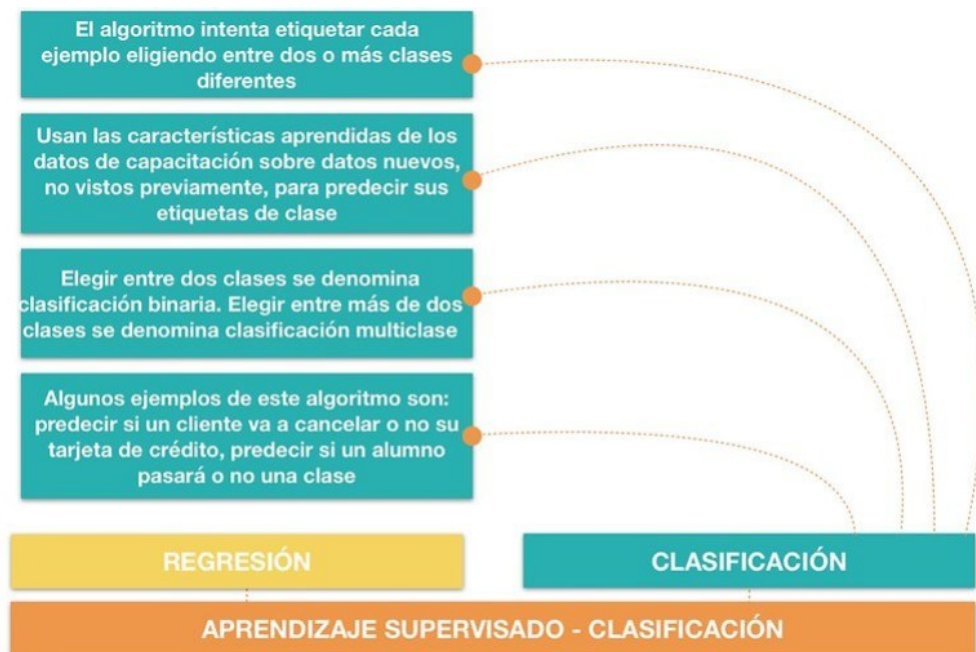 El algoritmo intenta etiquetar cada
ejemplo eligiendo entre dos o más clases
diferentes
Usan las características aprendidas de los
datos de capacitación sobre datos nuevos,
no vistos previamente, para predecir sus
etiquetas de clase
Elegir entre dos clases se denomina
clasificación binaria. Elegir entre más de dos
clases se denomina clasificación multiclase
Algunos ejemplos de este algoritmo son:
predecir si un cliente va a cancelar o no su
tarjeta de crédito, predecir si un alumno
pasará o no una clase
REGRESIÓN
CLASIFICACIÓN
APRENDIZAJE SUPERVISADO - CLASIFICACIÓN